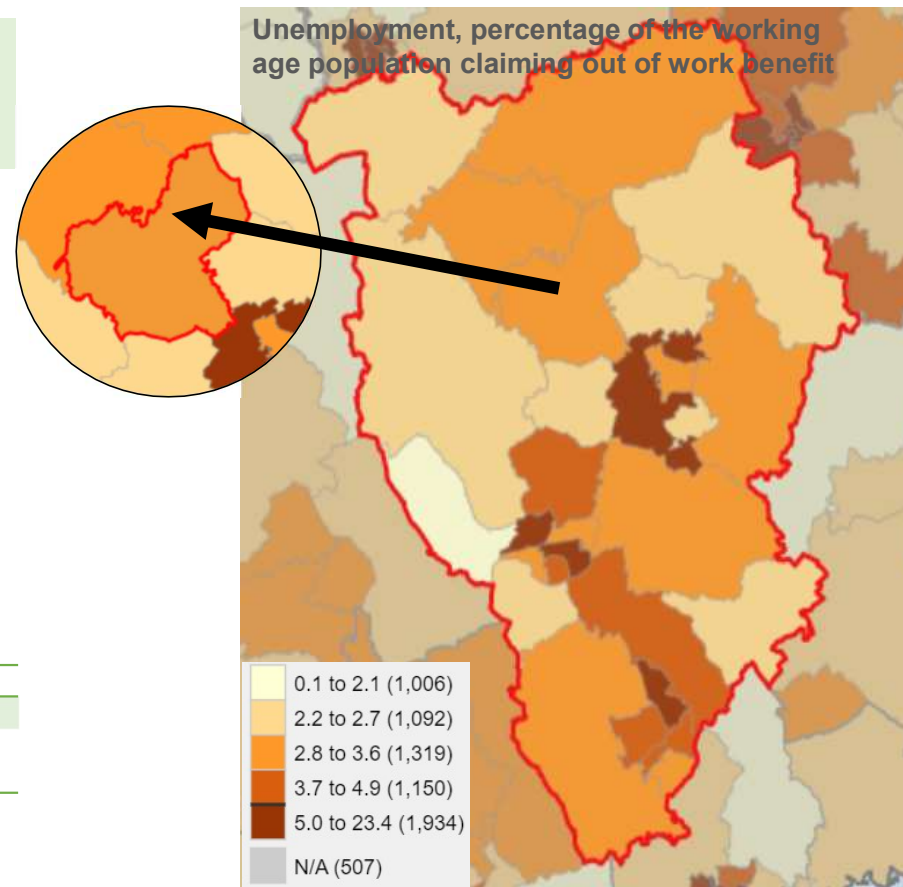 Unemployment, percentage of the working
age population claiming out of work benefit
0.1 to 2.1 (1,006)
2.2 to 2.7 (1,092)
2.8 to 3.6 (1,319)
3.7 to 4.9 (1,150)
5.0 to 23.4 (1,934)
N/A (507)